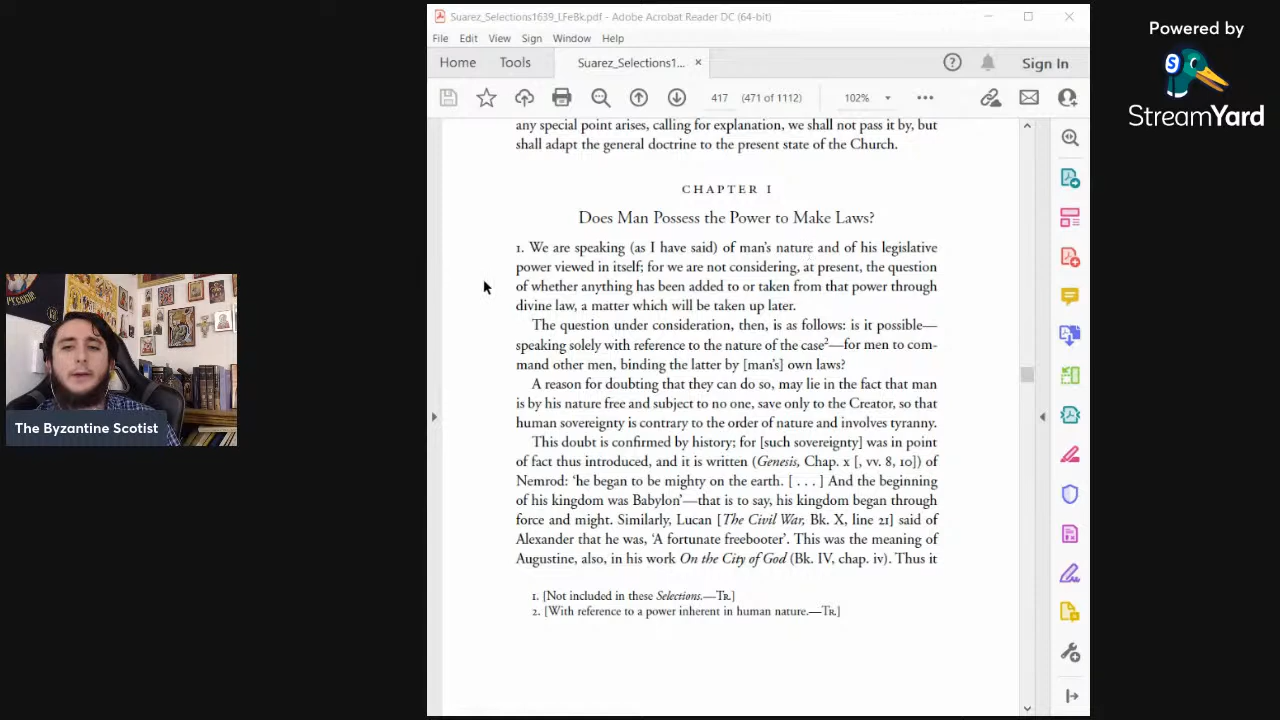 Suarez_Selections1639_LFeBk.pdf - Adobe Acrobat Reader DC (64-bit)
File Edit View Sign Window Help
Home Tools Suarez_Selections1... × Sign In
417 (471 of 1112) 102%
any special point arises, calling for explanation, we shall not pass it by, but
shall adapt the general doctrine to the present state of the Church.
CHAPTER I
Does Man Possess the Power to Make Laws?
1. We are speaking (as I have said) of man's nature and of his legislative
power viewed in itself; for we are not considering, at present, the question
of whether anything has been added to or taken from that power through
divine law, a matter which will be taken up later.
The question under consideration, then, is as follows: is it possible—
speaking solely with reference to the nature of the case2—for men to com-
mand other men, binding the latter by [man's] own laws?
A reason for doubting that they can do so, may lie in the fact that man
is by his nature free and subject to no one, save only to the Creator, so that
human sovereignty is contrary to the order of nature and involves tyranny.
This doubt is confirmed by history; for [such sovereignty] was in point
of fact thus introduced, and it is written (Genesis, Chap. x [, vv. 8, 10]) of
Nemrod: 'he began to be mighty on the earth. [ . . . ] And the beginning
of his kingdom was Babylon'—that is to say, his kingdom began through
force and might. Similarly, Lucan [The Civil War, Bk. X, line 21] said of
Alexander that he was, 'A fortunate freebooter'. This was the meaning of
Augustine, also, in his work On the City of God (Bk. IV, chap. iv). Thus it
1. [Not included in these Selections.—Tr.]
2. [With reference to a power inherent in human nature.—Tr.]
The Byzantine Scotist
Powered by
S
StreamYard